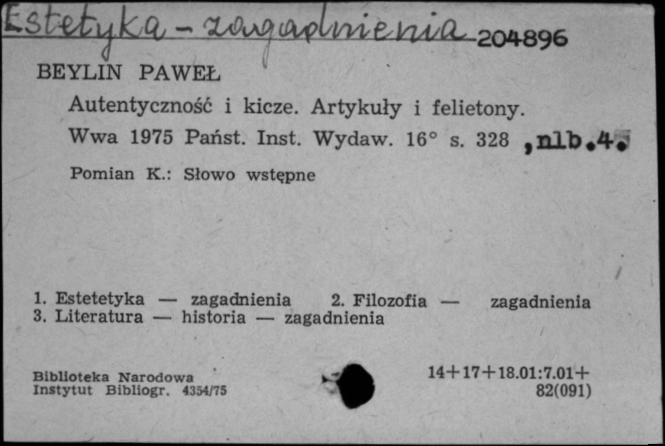 Estetyka - zagadnienia 204896
BEYLIN PAWEŁ
Autentyczność i kicze. Artykuły i felietony.
Wwa 1975 Państ. Inst. Wydaw. 16° s. 328 ,nlb.4.
Pomian K.: Słowo wstępne
1. Estetetyka — zagadnienia 2. Filozofia — zagadnienia
3. Literatura — historia — zagadnienia
Biblioteka Narodowa
Instytut Bibliogr. 4354/75
14+17+18.01:7.01+
82(091)